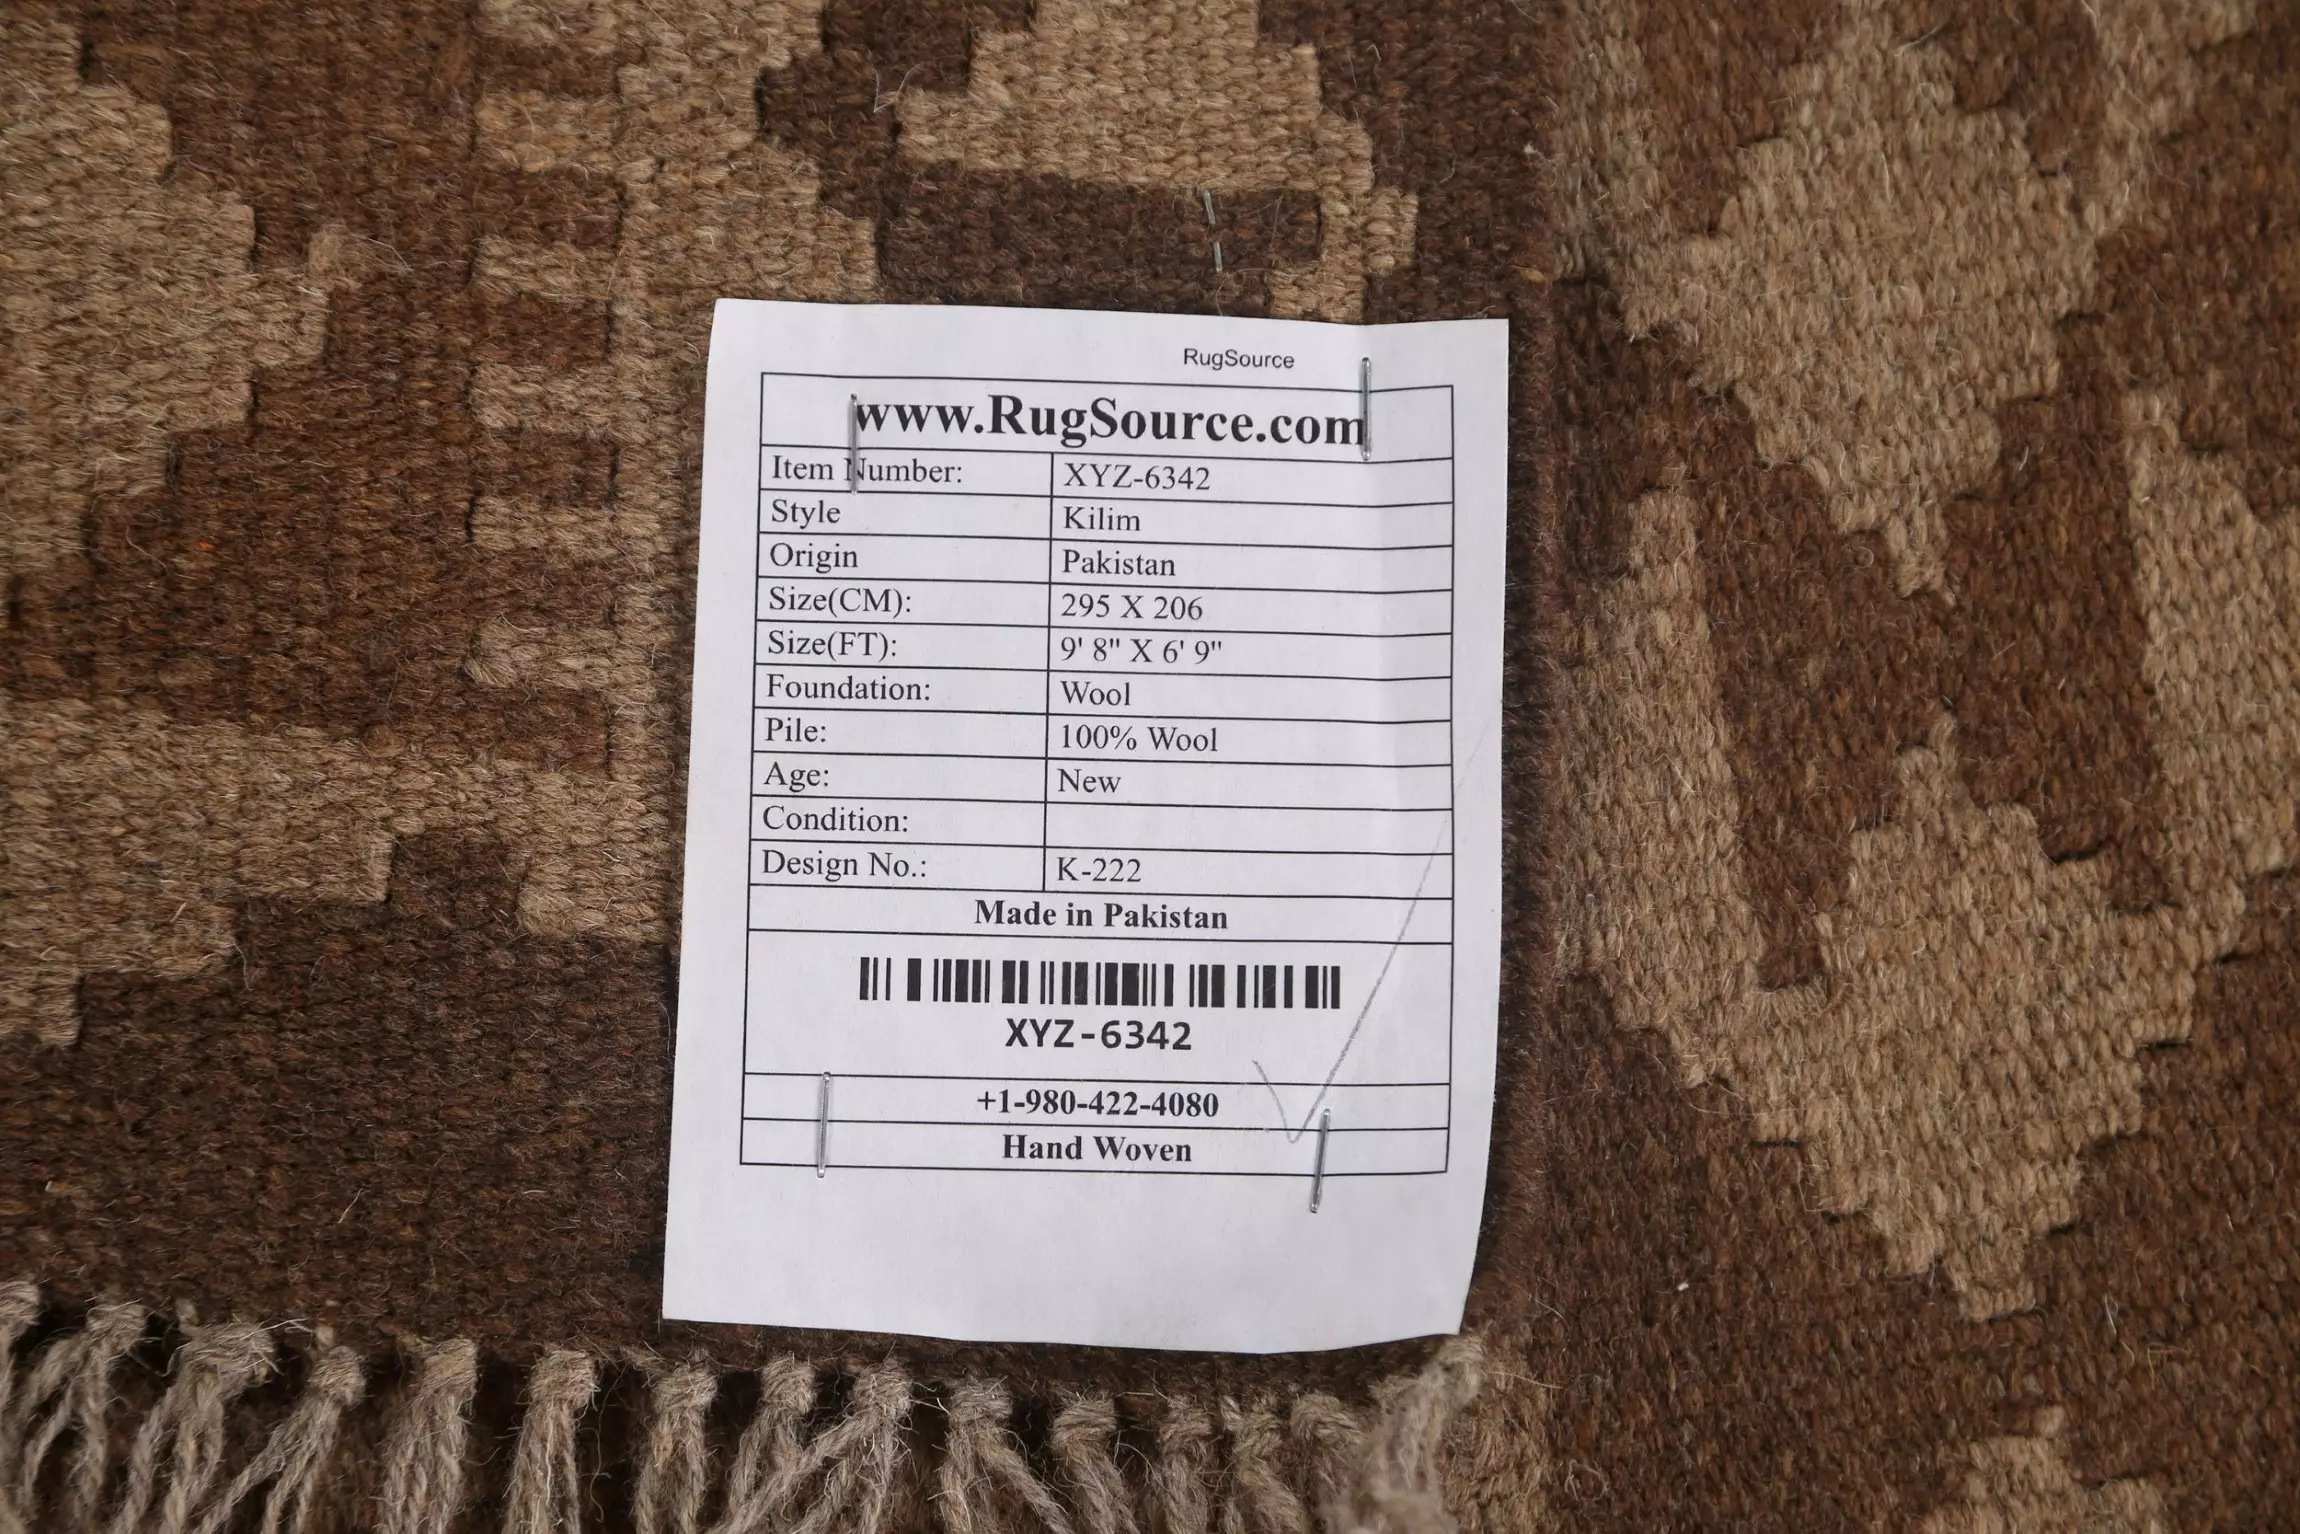 RugSource
www.RugSource.com
Item Number: XYZ-6342
Style Kilim
Origin Pakistan
Size(CM): 295 X 206
Size(FT): 9' 8" X 6' 9"
Foundation: Wool
Pile: 100% Wool
Age: New
Condition:
Design No.: K-222
Made in Pakistan
XYZ-6342
+1-980-422-4080
Hand Woven